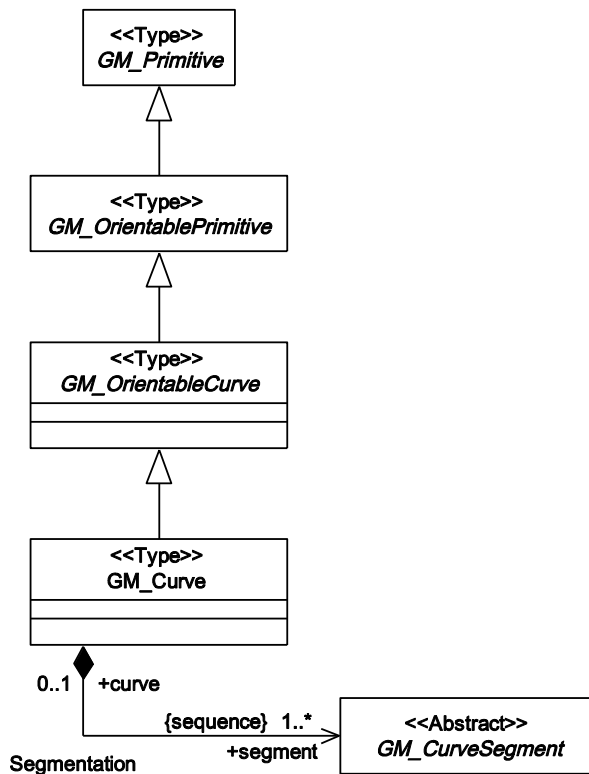 <<Type>>
GM_Primitive
<<Type>>
GM_OrientablePrimitive
<<Type>>
GM_OrientableCurve
<<Type>>
GM_Curve
0..1 +curve
{sequence} 1..*
+segment
Segmentation
<<Abstract>>
GM_CurveSegment